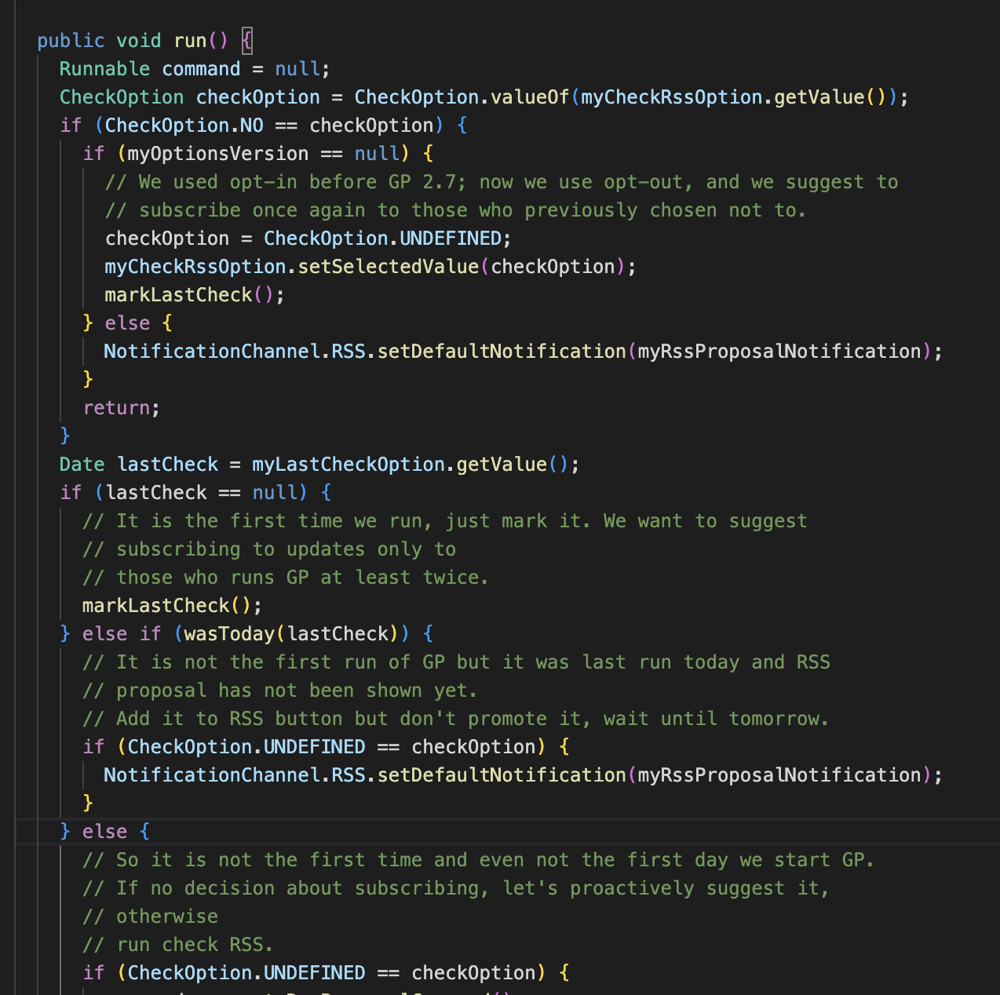 public void run() {
Runnable command = null;
CheckOption checkOption = CheckOption.valueOf(myCheckRssOption.getValue());
if (CheckOption.NO == checkOption) {
if (myOptionsVersion == null) {
// We used opt-in before GP 2.7; now we use opt-out, and we suggest to
// subscribe once again to those who previously chosen not to.
checkOption = CheckOption.UNDEFINED;
myCheckRssOption.setSelectedValue(checkOption);
markLastCheck();
} else {
NotificationChannel.RSS.setDefaultNotification(myRssProposalNotification);
}
return;
}
Date lastCheck = myLastCheckOption.getValue();
if (lastCheck == null) {
// It is the first time we run, just mark it. We want to suggest
// subscribing to updates only to
// those who runs GP at least twice.
markLastCheck();
} else if (wasToday(lastCheck)) {
// It is not the first run of GP but it was last run today and RSS
// proposal has not been shown yet.
// Add it to RSS button but don't promote it, wait until tomorrow.
if (CheckOption.UNDEFINED == checkOption) {
NotificationChannel.RSS.setDefaultNotification(myRssProposalNotification);
}
} else {
// So it is not the first time and even not the first day we start GP.
// If no decision about subscribing, let's proactively suggest it,
// otherwise
// run check RSS.
if (CheckOption.UNDEFINED == checkOption) {